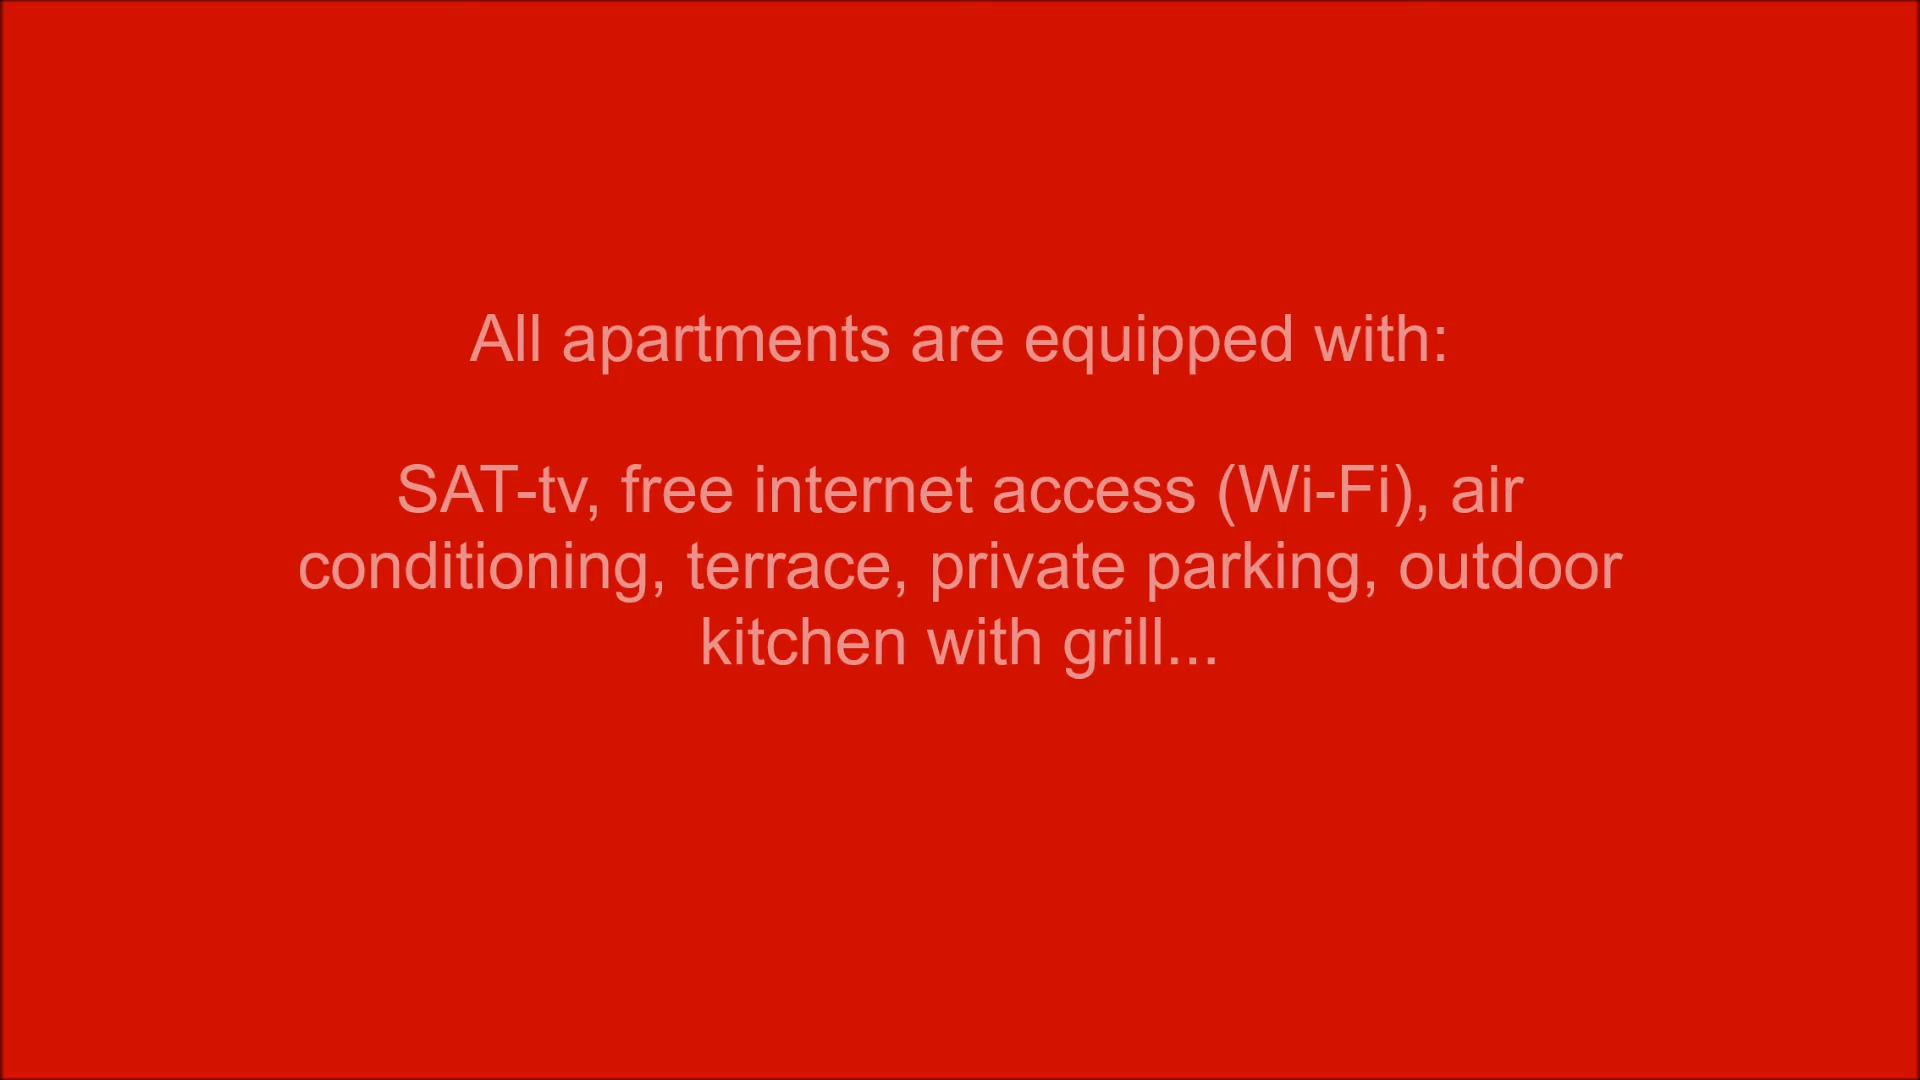 All apartments are equipped with:
SAT-tv, free internet access (Wi-Fi), air
conditioning, terrace, private parking, outdoor
kitchen with grill...